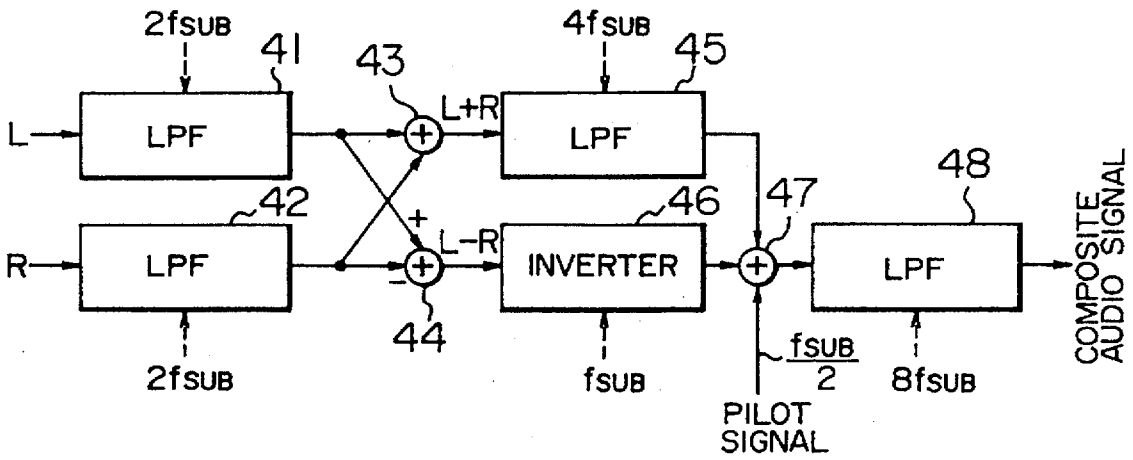 2fSUB
41
4fSUB
45
43
L
LPF
L+R
LPF
42
46
47
48
R
LPF
+
-
44
L-R
INVERTER
LPF
COMPOSITE
AUDIO SIGNAL
2fSUB
fSUB
fSUB
2
8fSUB
PILOT
SIGNAL